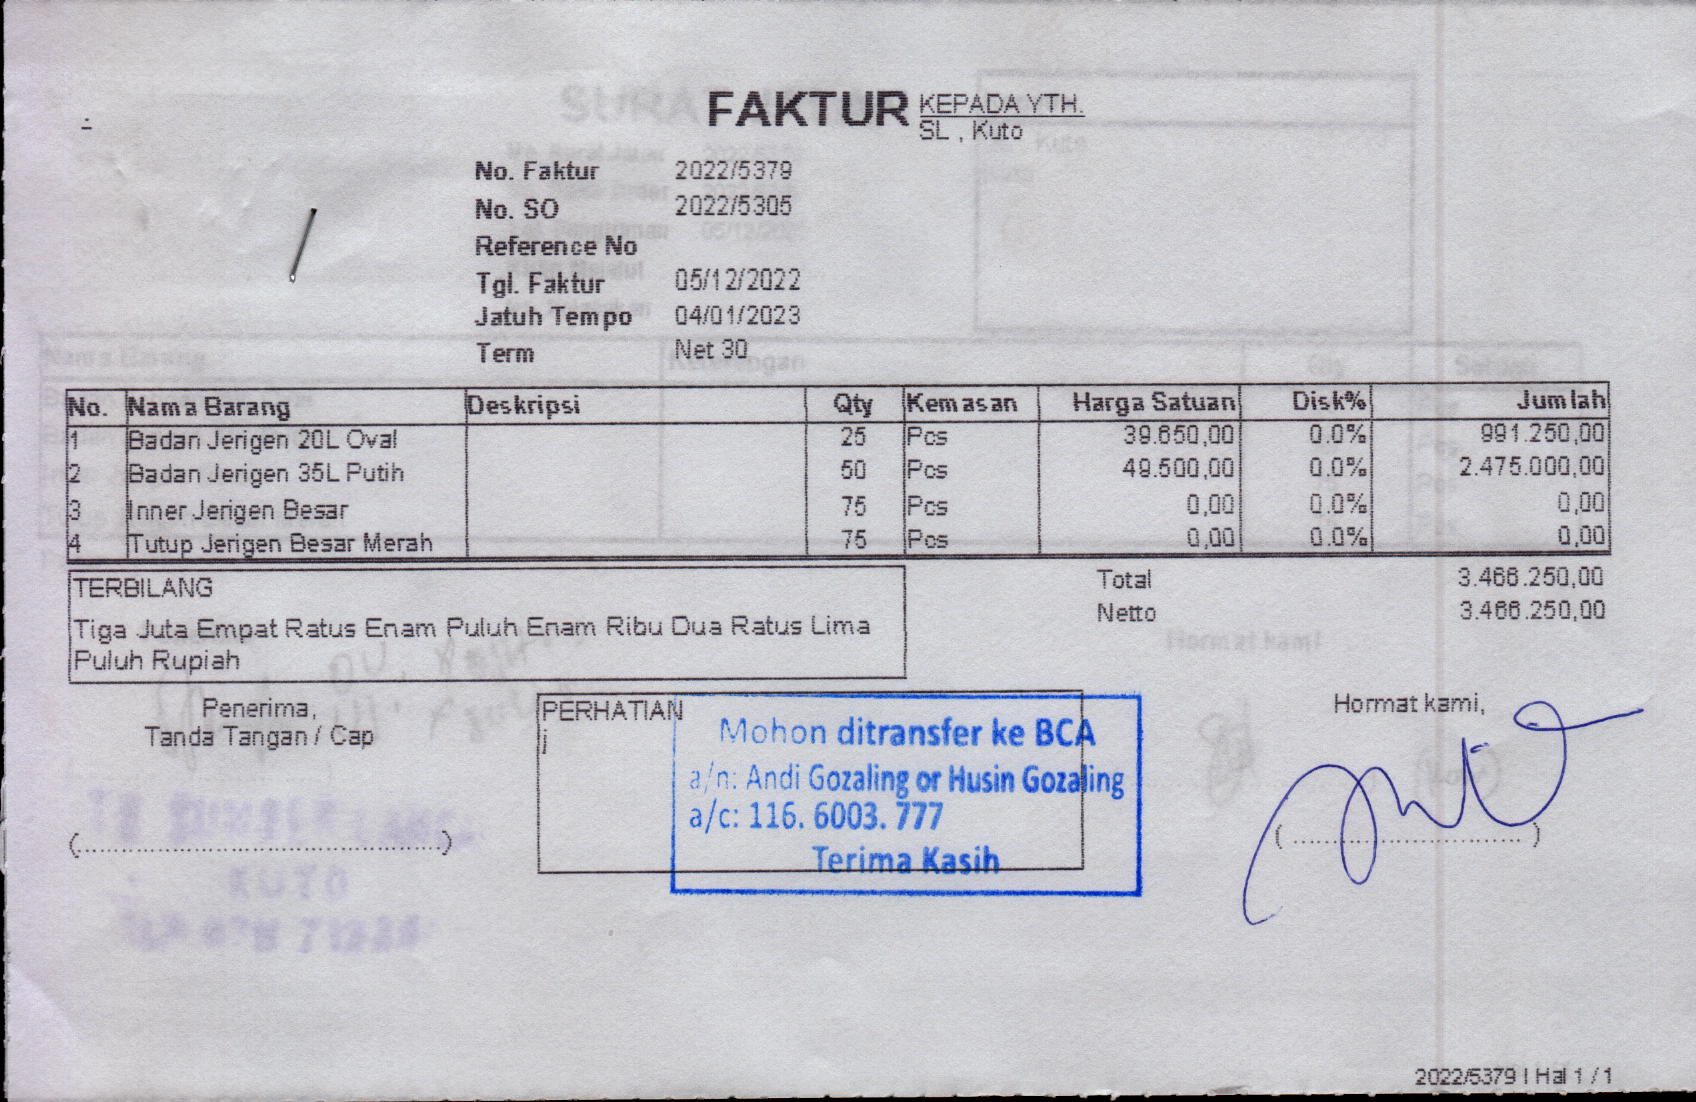 FAKTUR
KEPADA YTH.
SL , Kuto
No. Faktur 2022/5379
No. SO 2022/5305
Reference No
Tgl. Faktur 05/12/2022
Jatuh Tempo 04/01/2023
Term Net 30
No. Nama Barang Deskripsi Qty Kemasan Harga Satuan Disk% Jumlah
1 Badan Jerigen 20L Oval 25 Pcs 39.650,00 0.0% 991.250,00
2 Badan Jerigen 35L Putih 50 Pcs 49.500,00 0.0% 2.475.000,00
3 Inner Jerigen Besar 75 Pcs 0,00 0.0% 0,00
4 Tutup Jerigen Besar Merah 75 Pcs 0,00 0.0% 0,00
TERBILANG
Tiga Juta Empat Ratus Enam Puluh Enam Ribu Dua Ratus Lima
Puluh Rupiah
Total 3.466.250,00
Netto 3.466.250,00
Penerima,
Tanda Tangan / Cap
(..........................................................)
PERHATIAN
j
Mohon ditransfer ke BCA
a/n: Andi Gozaling or Husin Gozaling
a/c: 116. 6003. 777
Terima Kasih
Hormat kami,
( .................................... )
KUTO
2022/5379 | Hal 1 / 1